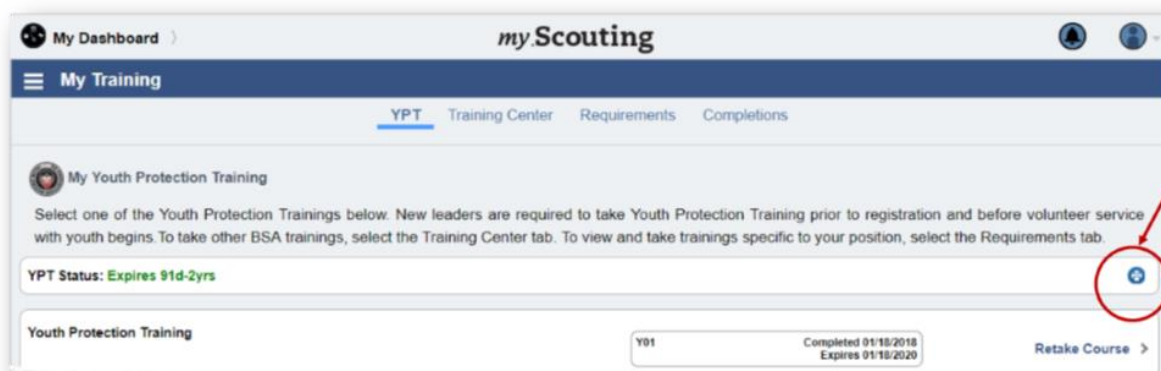 My Dashboard
my.Scouting
My Training
YPT Training Center Requirements Completions
My Youth Protection Training
Select one of the Youth Protection Trainings below. New leaders are required to take Youth Protection Training prior to registration and before volunteer service
with youth begins.To take other BSA trainings, select the Training Center tab. To view and take trainings specific to your position, select the Requirements tab.
YPT Status: Expires 91d-2yrs
Youth Protection Training
Y01 Completed 01/18/2018
Expires 01/18/2020
Retake Course